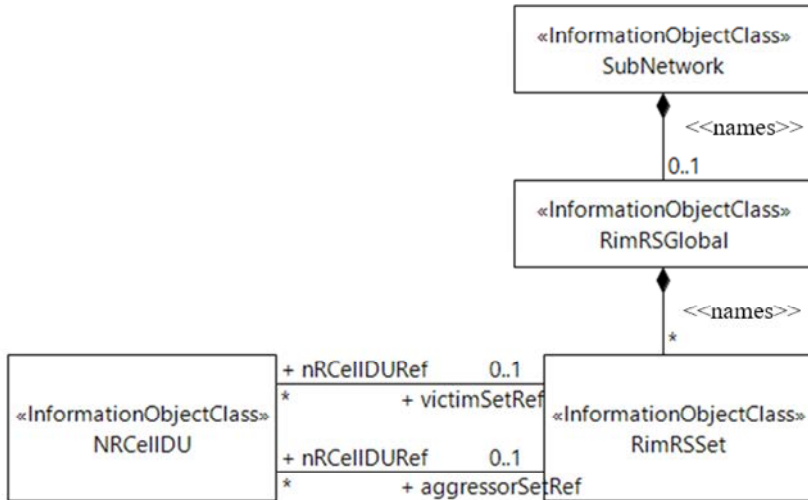 «InformationObjectClass»
SubNetwork
<<names>>
0..1
«InformationObjectClass»
RimRSGlobal
<<names>>
*
«InformationObjectClass»
NRCellDU
+ nRCellDURef 0..1
* + victimSetRef
+ nRCellDURef 0..1
* + aggressorSetRef
«InformationObjectClass»
RimRSSet